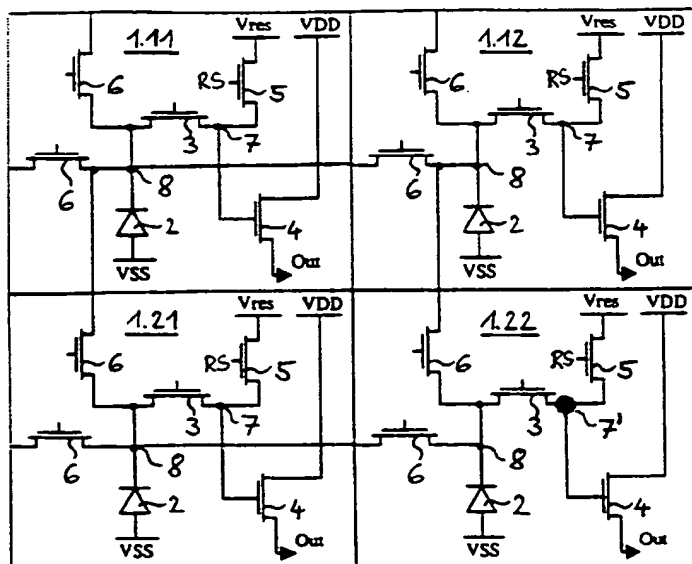 1.11 Vres VDD 1.12 Vres VDD
6 RS 5 6 RS 5
3 7 3 7
6 8 6 8
2 4 2 4
VSS Out VSS Out
1.21 Vres VDD 1.22 Vres VDD
6 RS 5 6 RS 5
3 7 3 7'
6 8 6 8
2 4 2 4
VSS Out VSS Out